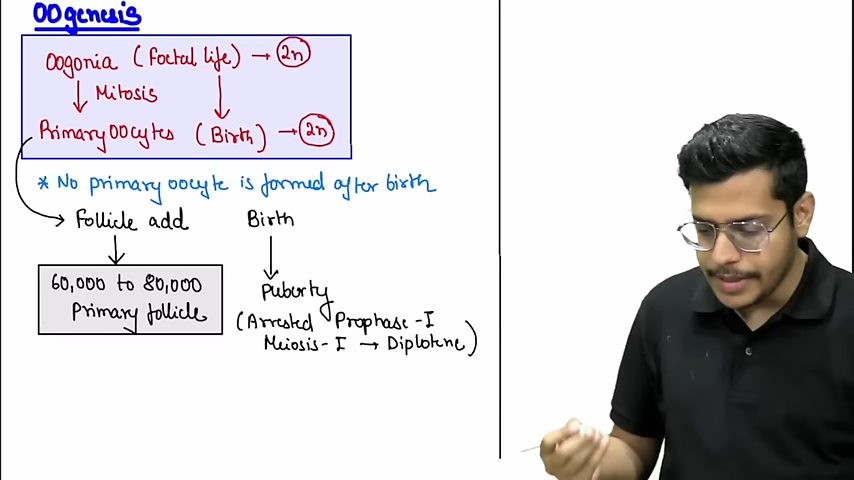 OOgenesis
Oogonia (Foetal life) → 2n
Mitosis
Primary Oocytes (Birth) → 2n
* No primary oocyte is formed after birth
Follicle add Birth
60,000 to 80,000
Primary follicle
Puberty
(Arrested Prophase-I
Meiosis-I → Diplotene)